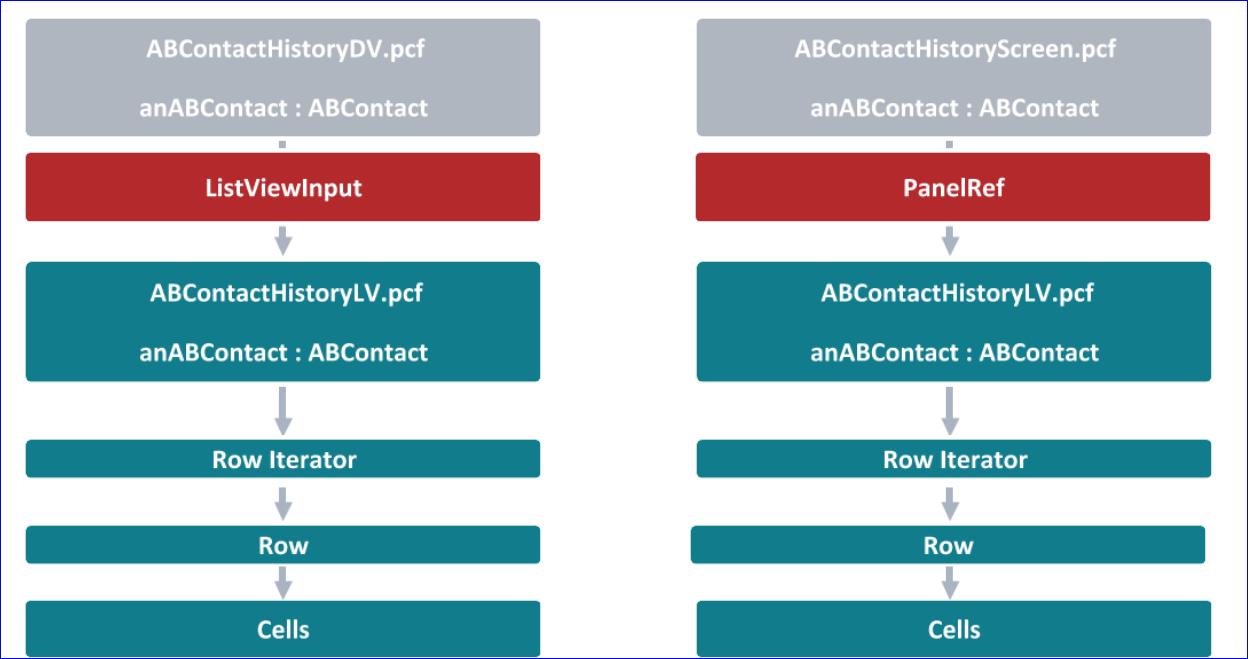 ABContactHistoryDV.pcf
anABContact : ABContact
ListViewInput
ABContactHistoryLV.pcf
anABContact : ABContact
Row Iterator
Row
Cells
ABContactHistoryScreen.pcf
anABContact : ABContact
PanelRef
ABContactHistoryLV.pcf
anABContact : ABContact
Row Iterator
Row
Cells